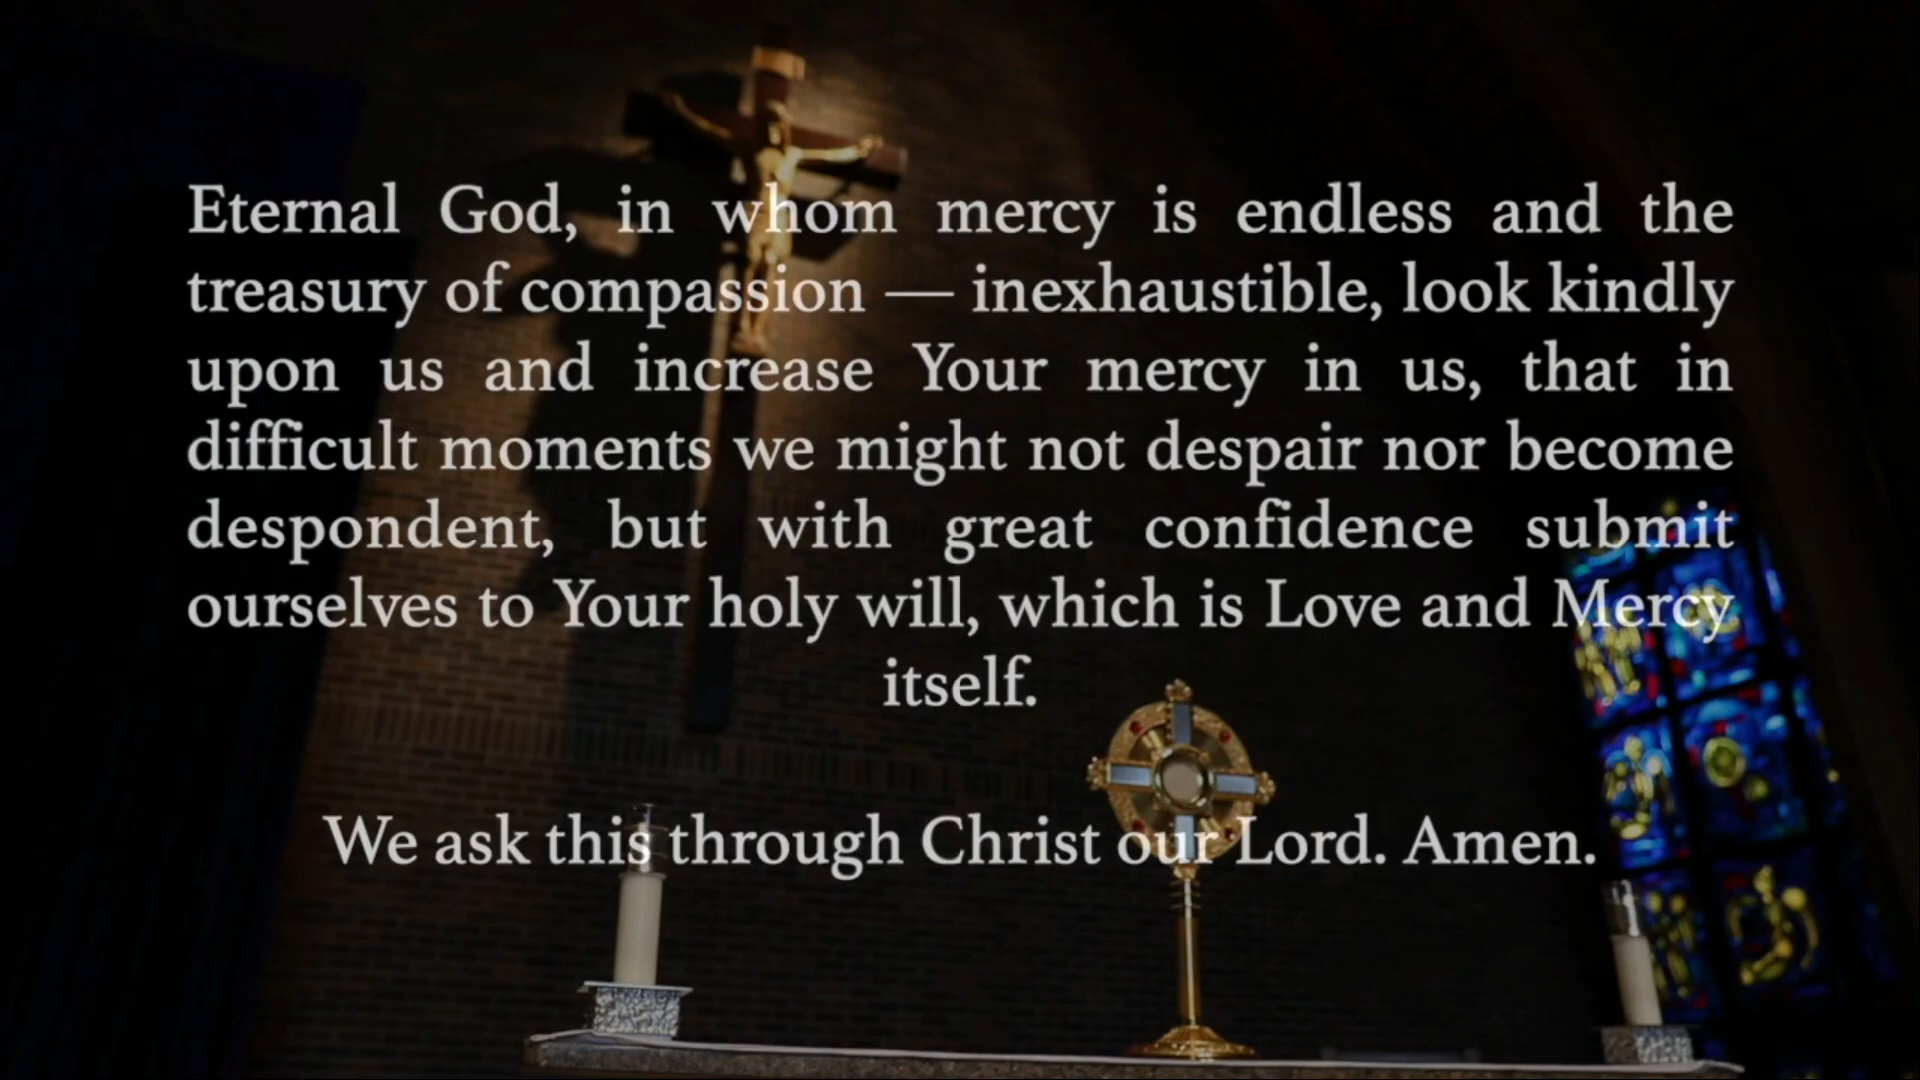 Eternal God, in whom mercy is endless and the
treasury of compassion — inexhaustible, look kindly
upon us and increase Your mercy in us, that in
difficult moments we might not despair nor become
despondent, but with great confidence submit
ourselves to Your holy will, which is Love and Mercy
itself.
We ask this through Christ our Lord. Amen.